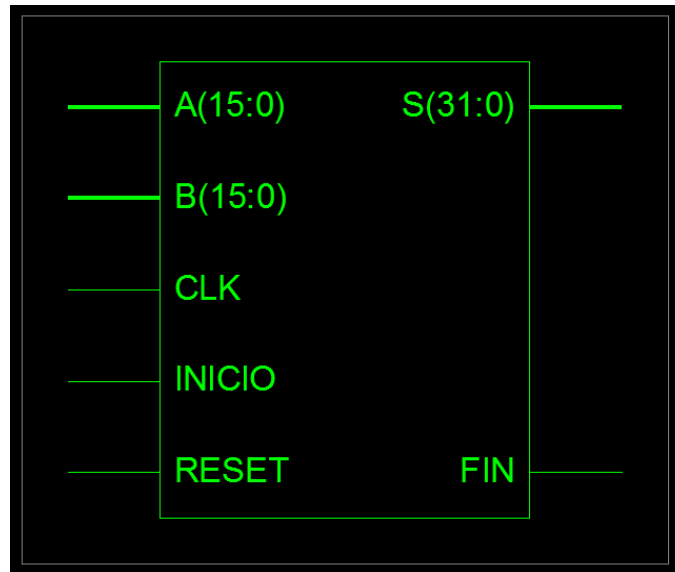 A(15:0) S(31:0)
B(15:0)
CLK
INICIO
RESET FIN